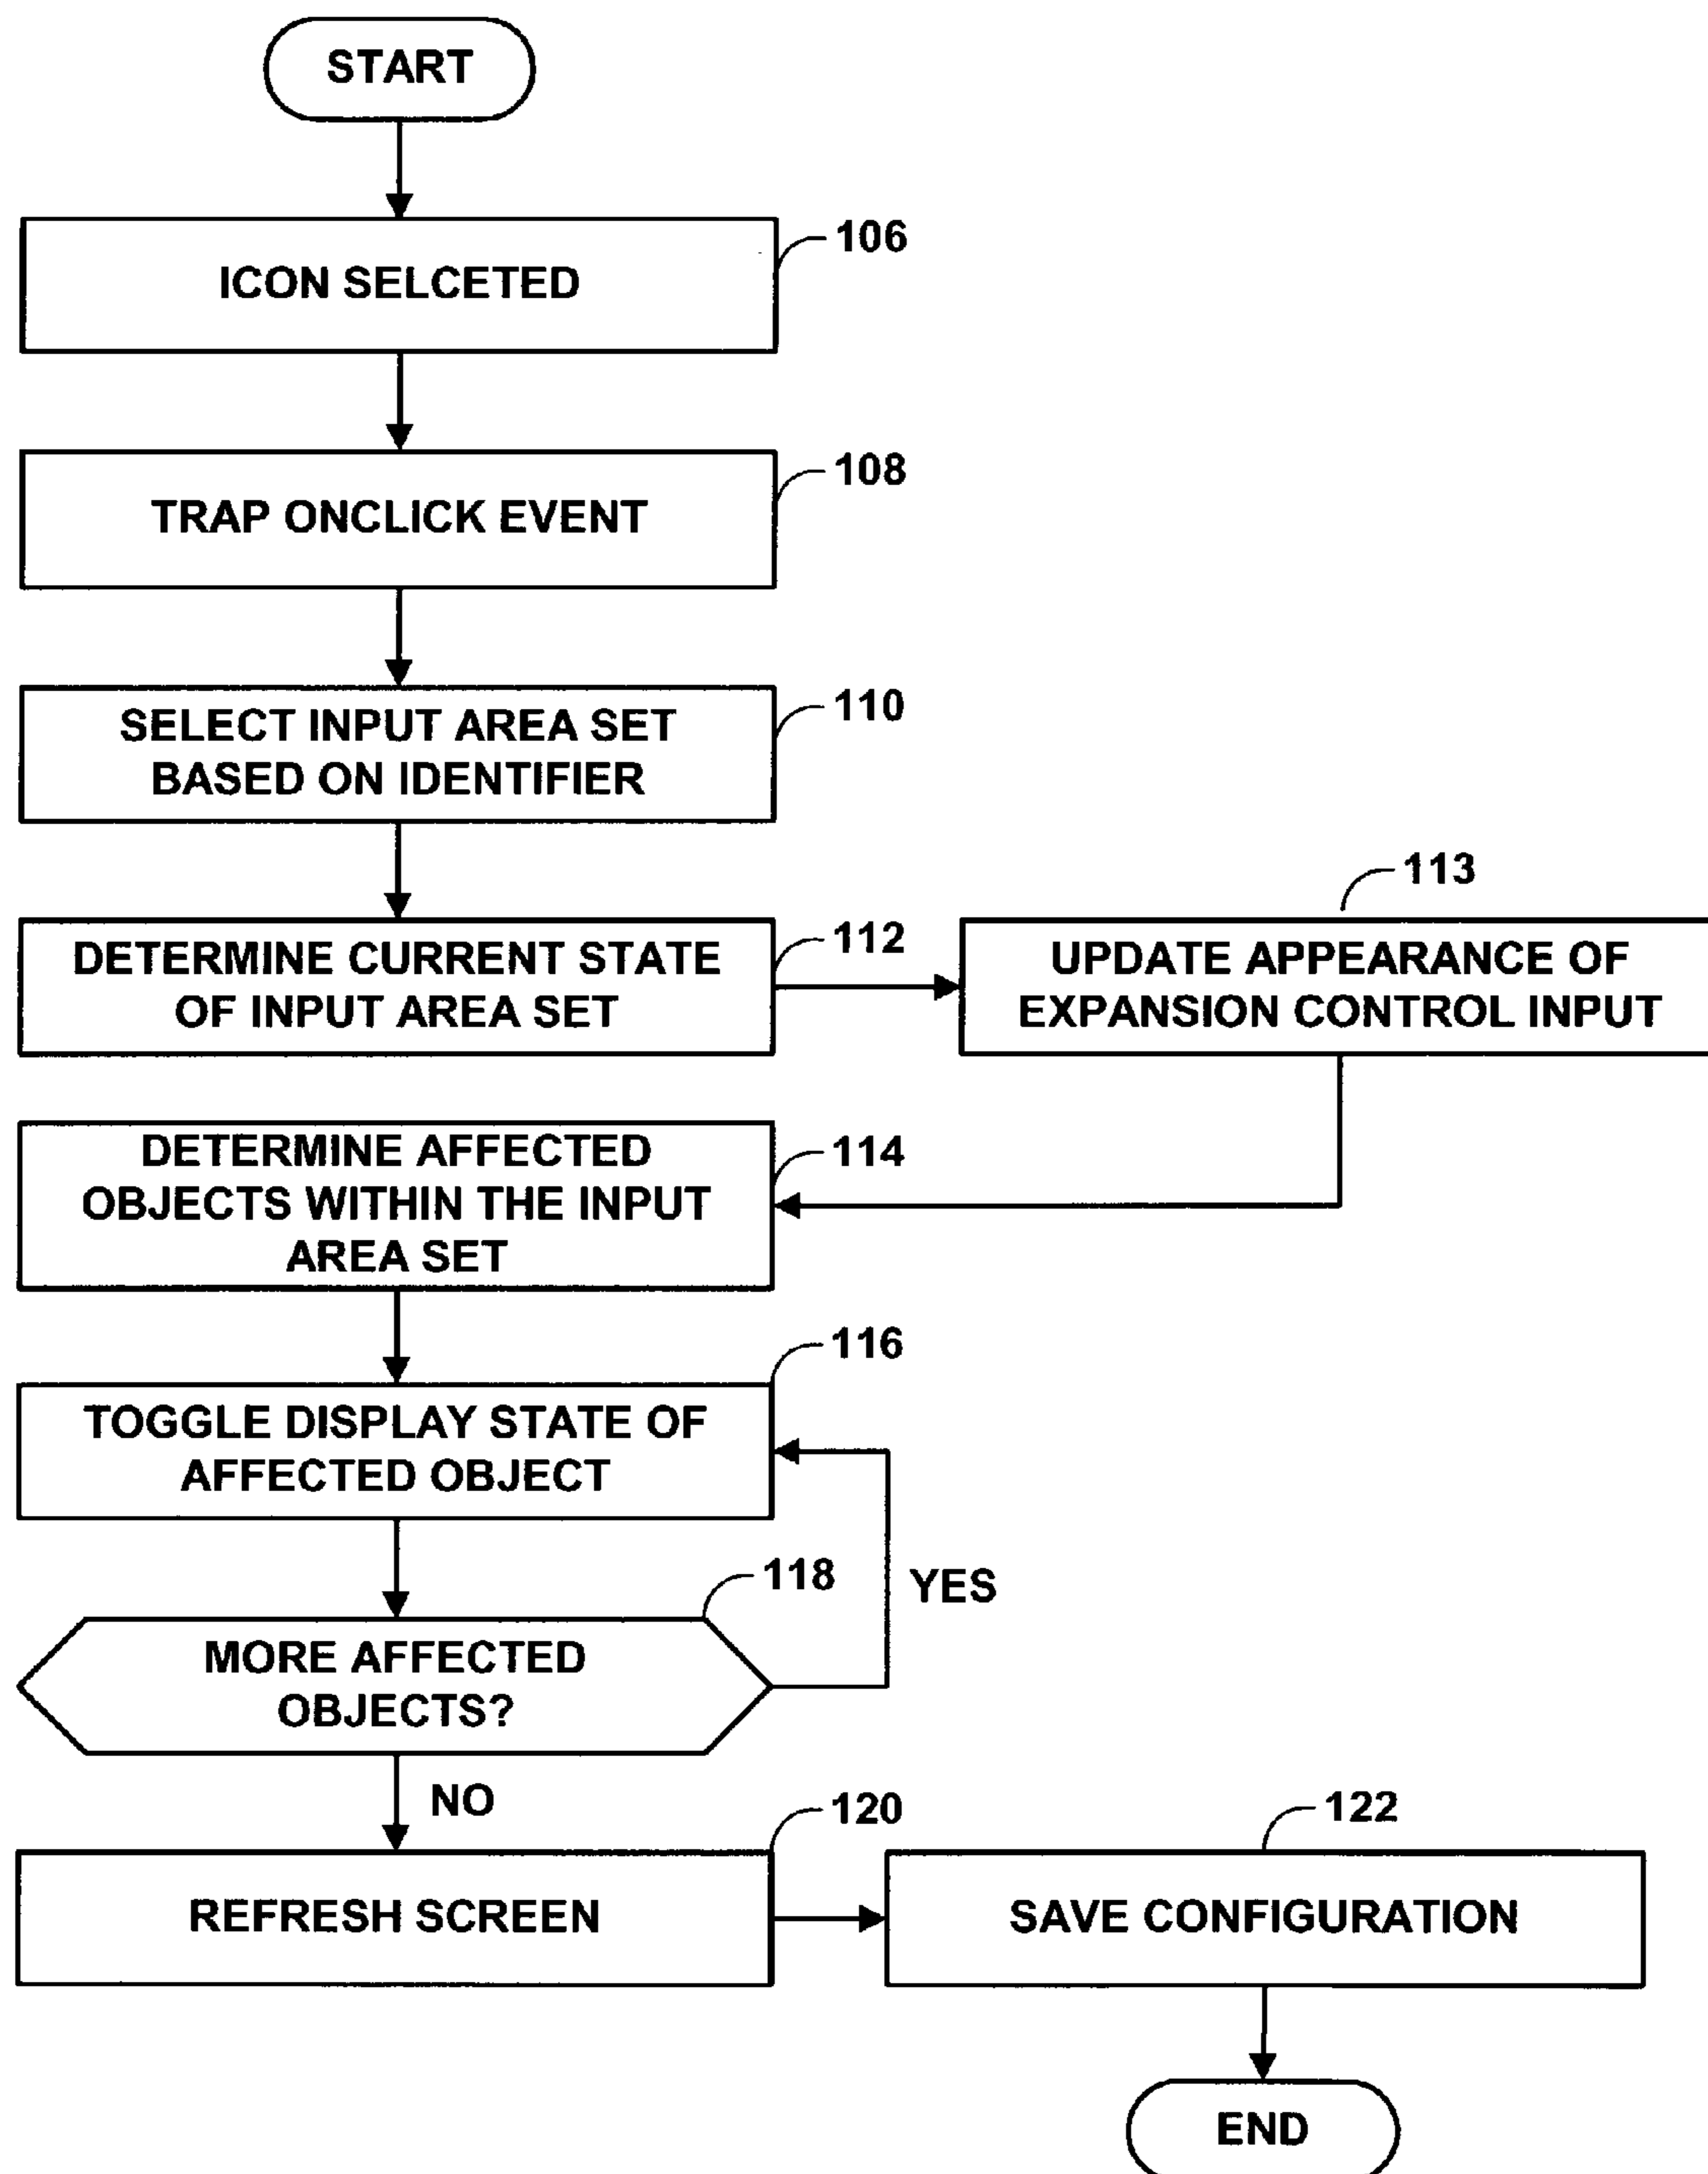 START
106
ICON SELCETED
108
TRAP ONCLICK EVENT
110
SELECT INPUT AREA SET
BASED ON IDENTIFIER
112
DETERMINE CURRENT STATE
OF INPUT AREA SET
113
UPDATE APPEARANCE OF
EXPANSION CONTROL INPUT
114
DETERMINE AFFECTED
OBJECTS WITHIN THE INPUT
AREA SET
116
TOGGLE DISPLAY STATE OF
AFFECTED OBJECT
118
YES
MORE AFFECTED
OBJECTS?
NO
120
REFRESH SCREEN
122
SAVE CONFIGURATION
END